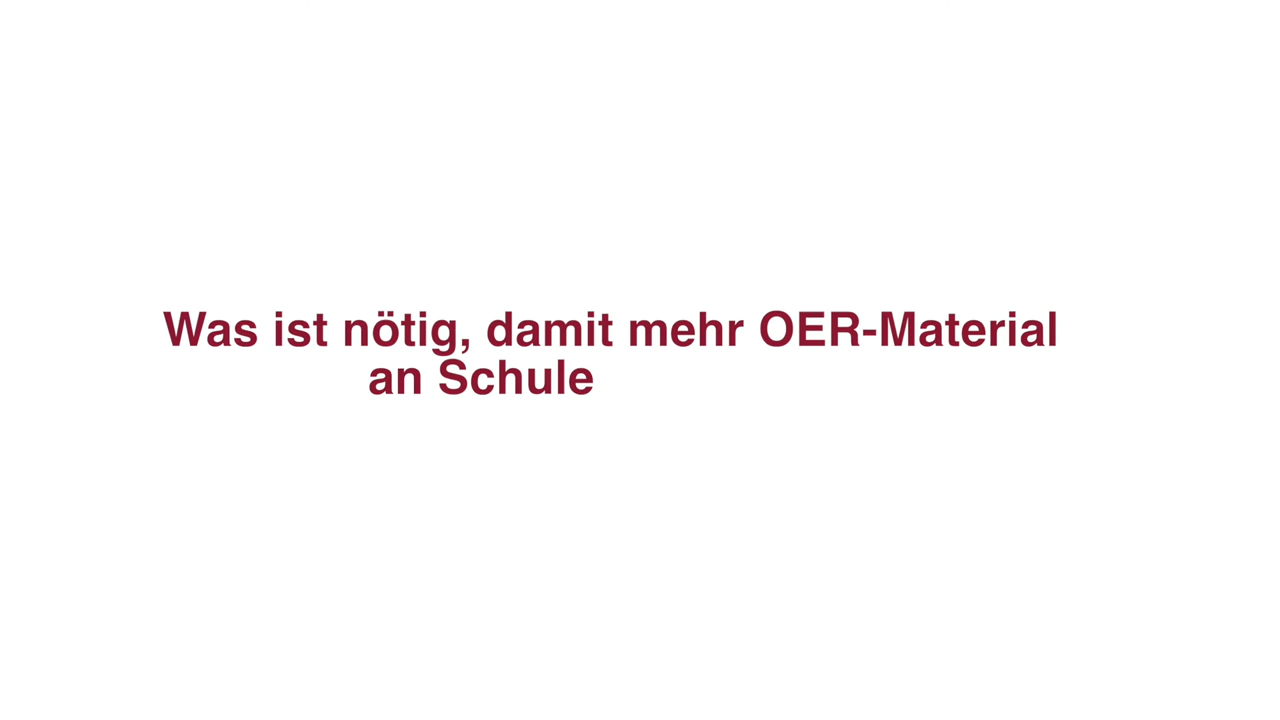 Was ist nötig, damit mehr OER-Material
an Schule